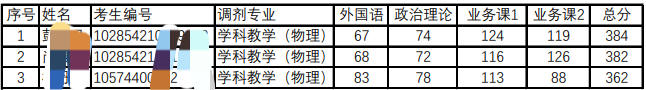 序号 姓名 考生编号 调剂专业 外国语 政治理论 业务课1 业务课2 总分
1 1028542 学科教学（物理） 67 74 124 119 384
2 1028542 学科教学（物理） 68 72 116 126 382
3 10574400 2 学科教学（物理） 83 78 113 88 362